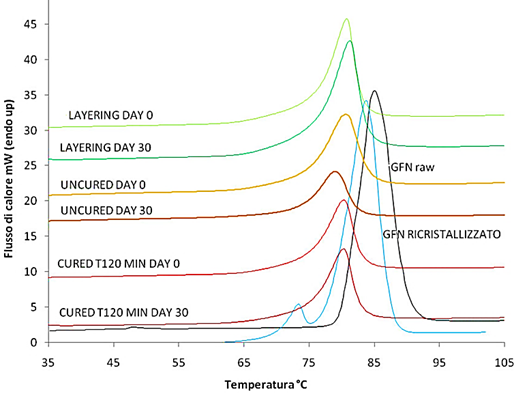 45
40
35
30
25
20
15
10
5
0
Flusso di calore mW (endo up)
LAYERING DAY 0
LAYERING DAY 30
UNCURED DAY 0
UNCURED DAY 30
CURED T120 MIN DAY 0
CURED T120 MIN DAY 30
GFN raw
GFN RICRISTALLIZZATO
35 45 55 65 75 85 95 105
Temperatura °C